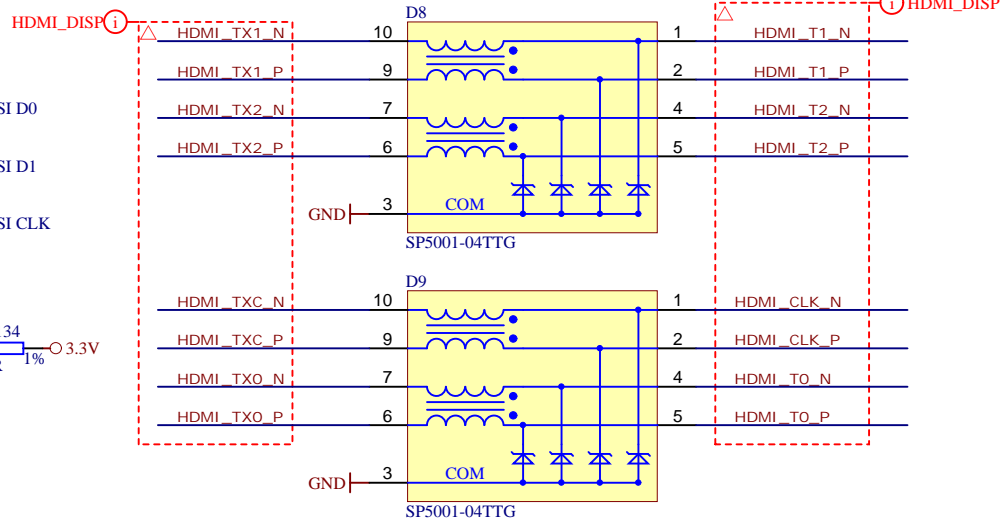 HDMI_DISP i
i HDMI_DISP
D8
HDMI_TX1_N 10 1 HDMI_T1_N
HDMI_TX1_P 9 2 HDMI_T1_P
HDMI_TX2_N 7 4 HDMI_T2_N
HDMI_TX2_P 6 5 HDMI_T2_P
GND 3 COM
SP5001-04TTG
SI D0
SI D1
SI CLK
34
1%
3.3V
D9
HDMI_TXC_N 10 1 HDMI_CLK_N
HDMI_TXC_P 9 2 HDMI_CLK_P
HDMI_TX0_N 7 4 HDMI_T0_N
HDMI_TX0_P 6 5 HDMI_T0_P
GND 3 COM
SP5001-04TTG